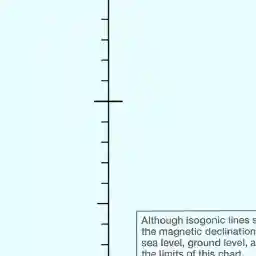 Although isogonic lines
the magnetic declination
sea level, ground level,
the limits of this chart.